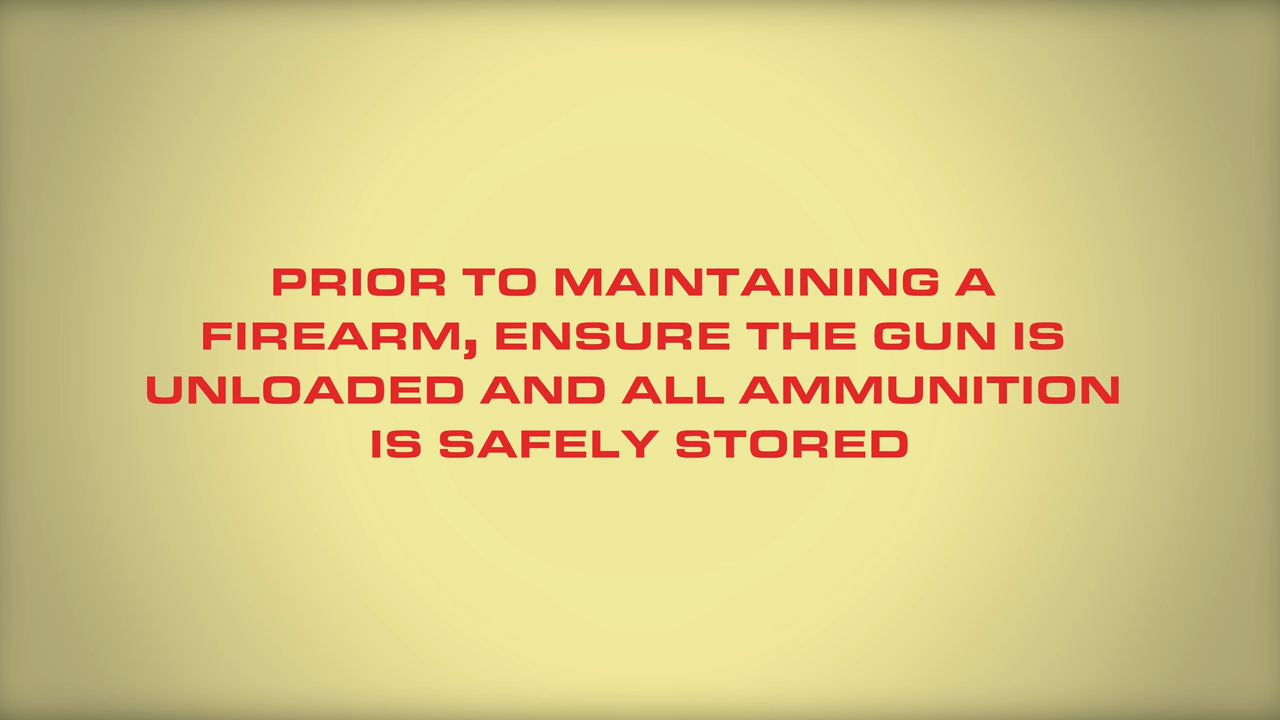 PRIOR TO MAINTAINING A
FIREARM, ENSURE THE GUN IS
UNLOADED AND ALL AMMUNITION
IS SAFELY STORED